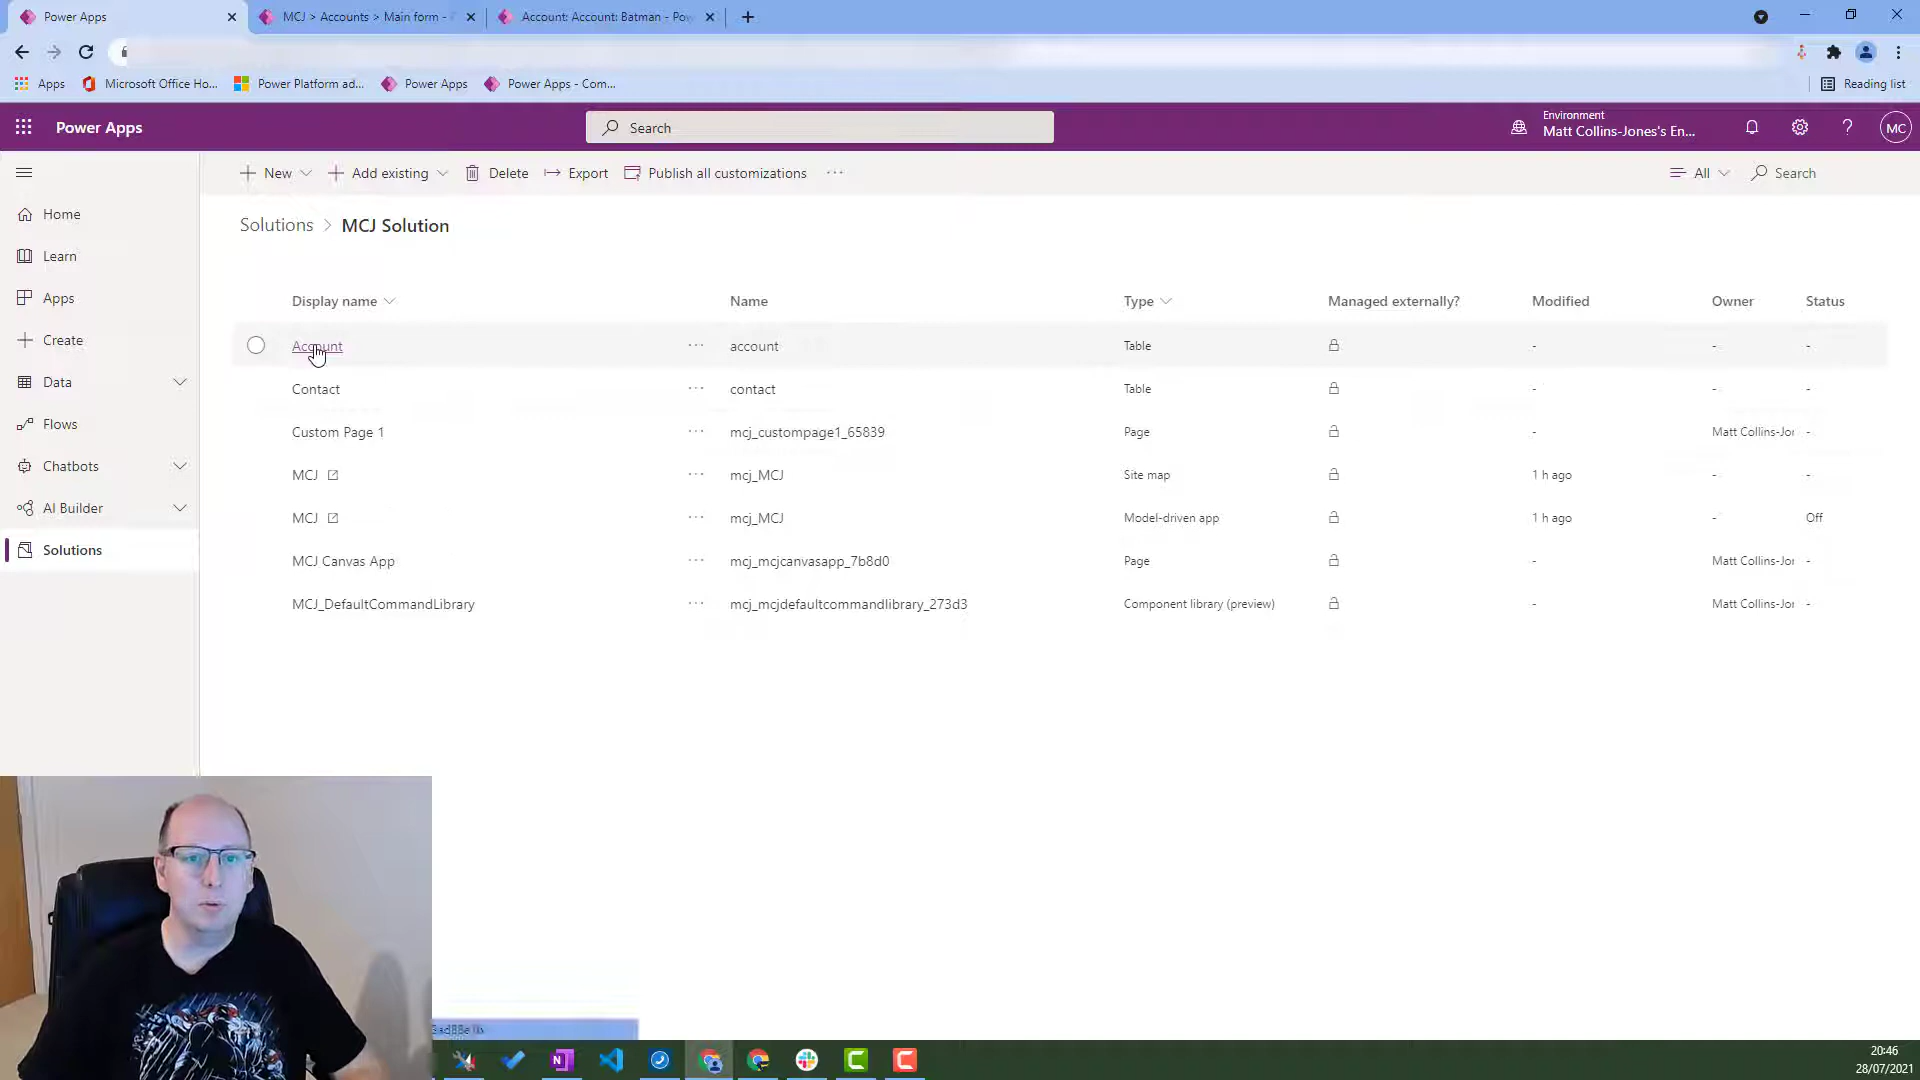 Power Apps
MCJ > Accounts > Main form -
Account: Account: Batman - Pow
Apps
Microsoft Office Ho...
Power Platform ad...
Power Apps
Power Apps - Com...
Reading list
Power Apps
Search
Environment
Matt Collins-Jones's En...
MC
New
Add existing
Delete
Export
Publish all customizations
All
Search
Home
Learn
Apps
Create
Data
Flows
Chatbots
AI Builder
Solutions
Solutions > MCJ Solution
Display name Name Type Managed externally? Modified Owner Status
Account ··· account Table - - -
Contact ··· contact Table - - -
Custom Page 1 ··· mcj_custompage1_65839 Page - Matt Collins-Jor -
MCJ ··· mcj_MCJ Site map 1 h ago - -
MCJ ··· mcj_MCJ Model-driven app 1 h ago - Off
MCJ Canvas App ··· mcj_mcjcanvasapp_7b8d0 Page - Matt Collins-Jor -
MCJ_DefaultCommandLibrary ··· mcj_mcjdefaultcommandlibrary_273d3 Component library (preview) - Matt Collins-Jor -
20:46
28/07/2021